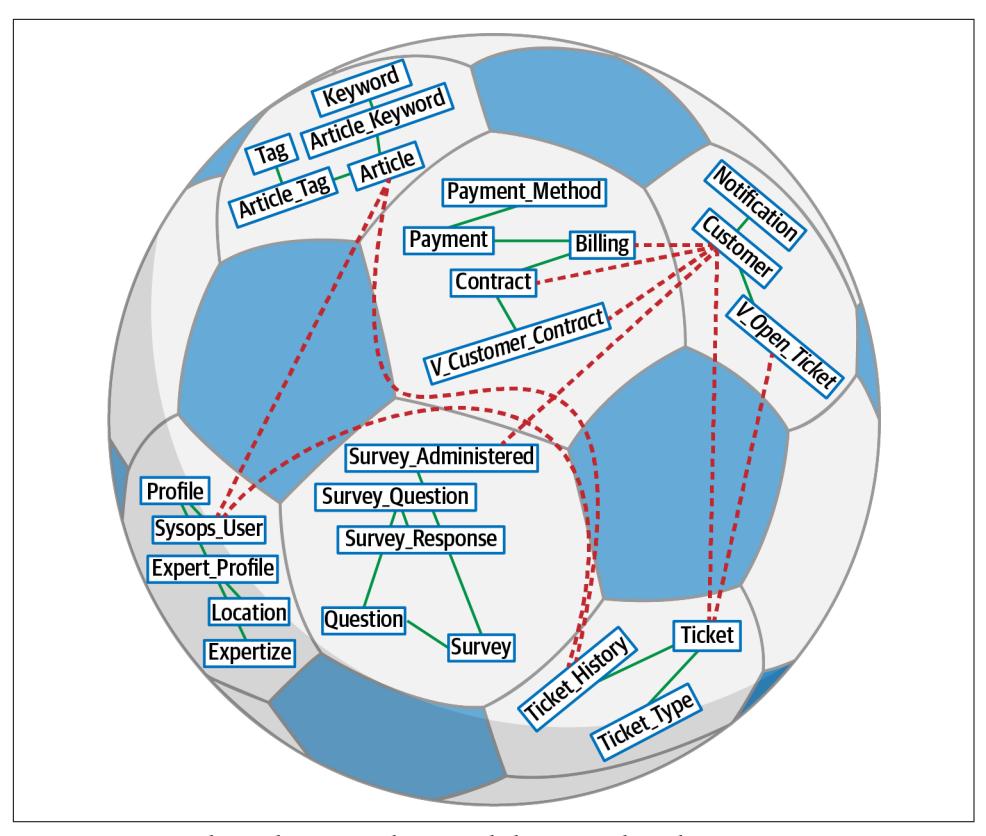 Keyword
Article_Keyword
Tag
Article
Article_Tag
Payment_Method
Payment
Billing
Contract
V_Customer_Contract
Notification
Customer
V_Open_Ticket
Profile
Sysops_User
Expert_Profile
Location
Expertize
Survey_Administered
Survey_Question
Survey_Response
Question
Survey
Ticket
Ticket_History
Ticket_Type